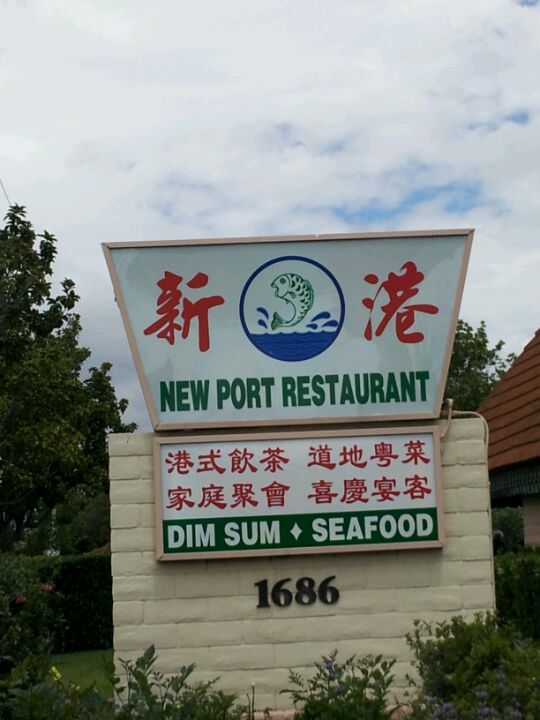 新 港
NEW PORT RESTAURANT
港式飲茶 道地粵菜
家庭聚會 喜慶宴客
DIM SUM ♦ SEAFOOD
1686